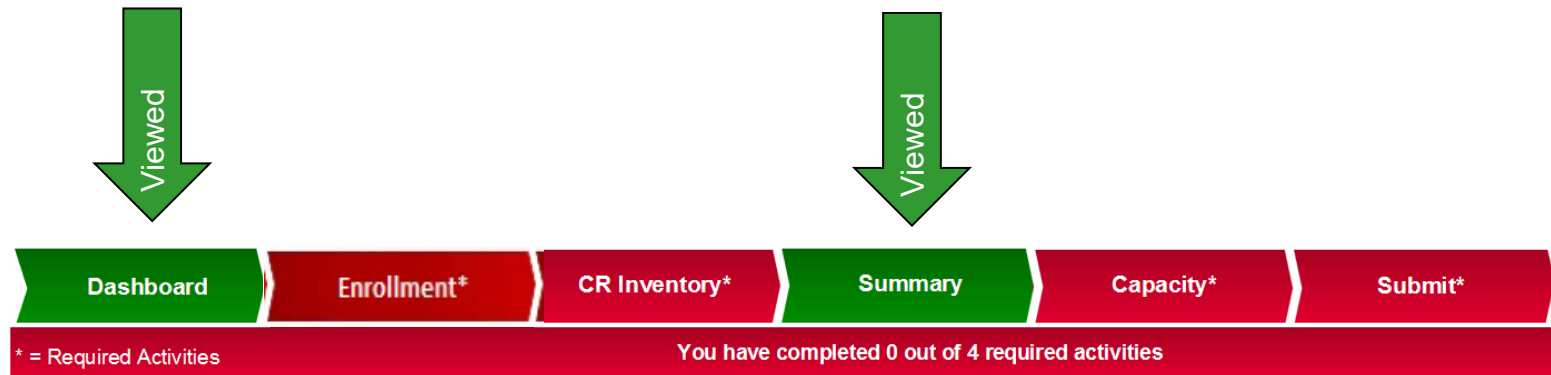 Viewed
Viewed
Dashboard
Enrollment*
CR Inventory*
Summary
Capacity*
Submit*
* = Required Activities
You have completed 0 out of 4 required activities